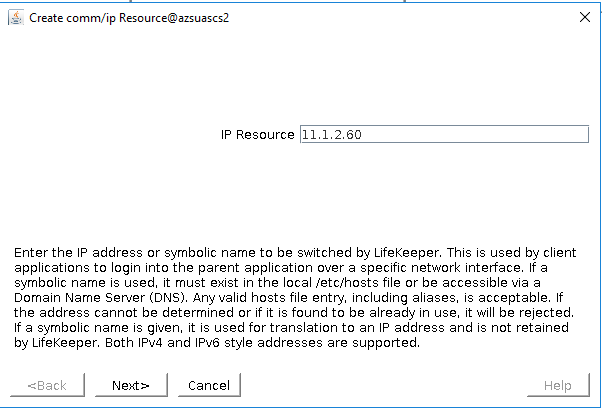 Create comm/ip Resource@azsuascs2
IP Resource 11.1.2.60
Enter the IP address or symbolic name to be switched by LifeKeeper. This is used by client
applications to login into the parent application over a specific network interface. If a
symbolic name is used, it must exist in the local /etc/hosts file or be accessible via a
Domain Name Server (DNS). Any valid hosts file entry, including aliases, is acceptable. If
the address cannot be determined or if it is found to be already in use, it will be rejected.
If a symbolic name is given, it is used for translation to an IP address and is not retained
by LifeKeeper. Both IPv4 and IPv6 style addresses are supported.
<Back Next> Cancel Help